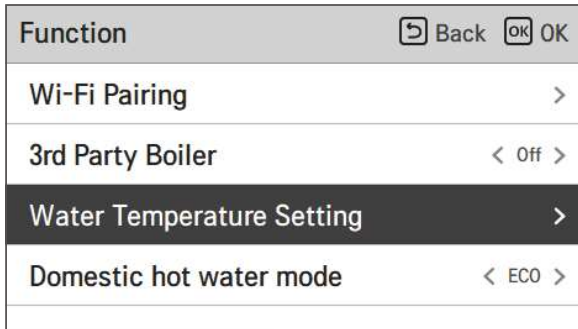 Function Back OK OK
Wi-Fi Pairing >
3rd Party Boiler < Off >
Water Temperature Setting >
Domestic hot water mode < ECO >